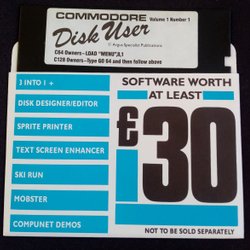 COMMODORE
Disk User
Volume 1 Number 1
© Argus Specialist Publications
C64 Owners-LOAD "MENU",8,1
C128 Owners-Type GO 64 and then follow above
3 INTO 1 +
DISK DESIGNER/EDITOR
SPRITE PRINTER
TEXT SCREEN ENHANCER
SKI RUN
MOBSTER
COMPUNET DEMOS
SOFTWARE WORTH
AT LEAST
£30
NOT TO BE SOLD SEPARATELY